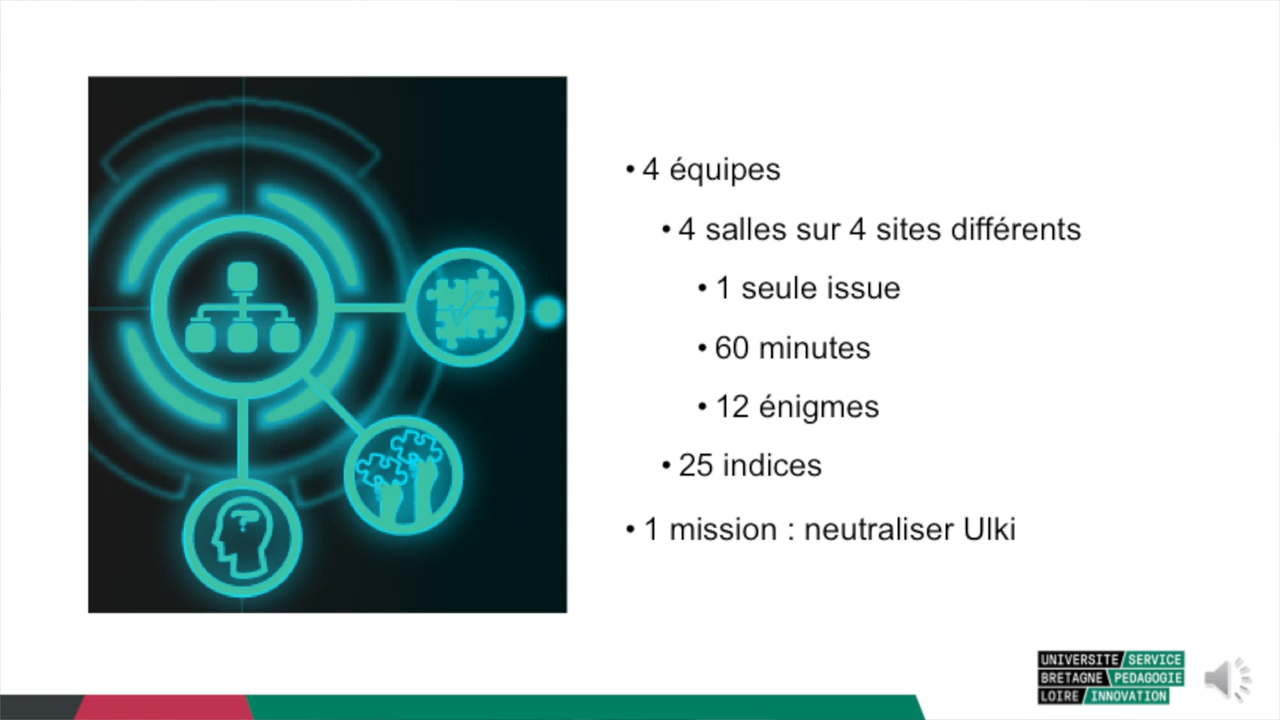 • 4 équipes
• 4 salles sur 4 sites différents
• 1 seule issue
• 60 minutes
• 12 énigmes
• 25 indices
• 1 mission : neutraliser Ulki
UNIVERSITE / SERVICE
BRETAGNE \ PEDAGOGIE
LOIRE / INNOVATION